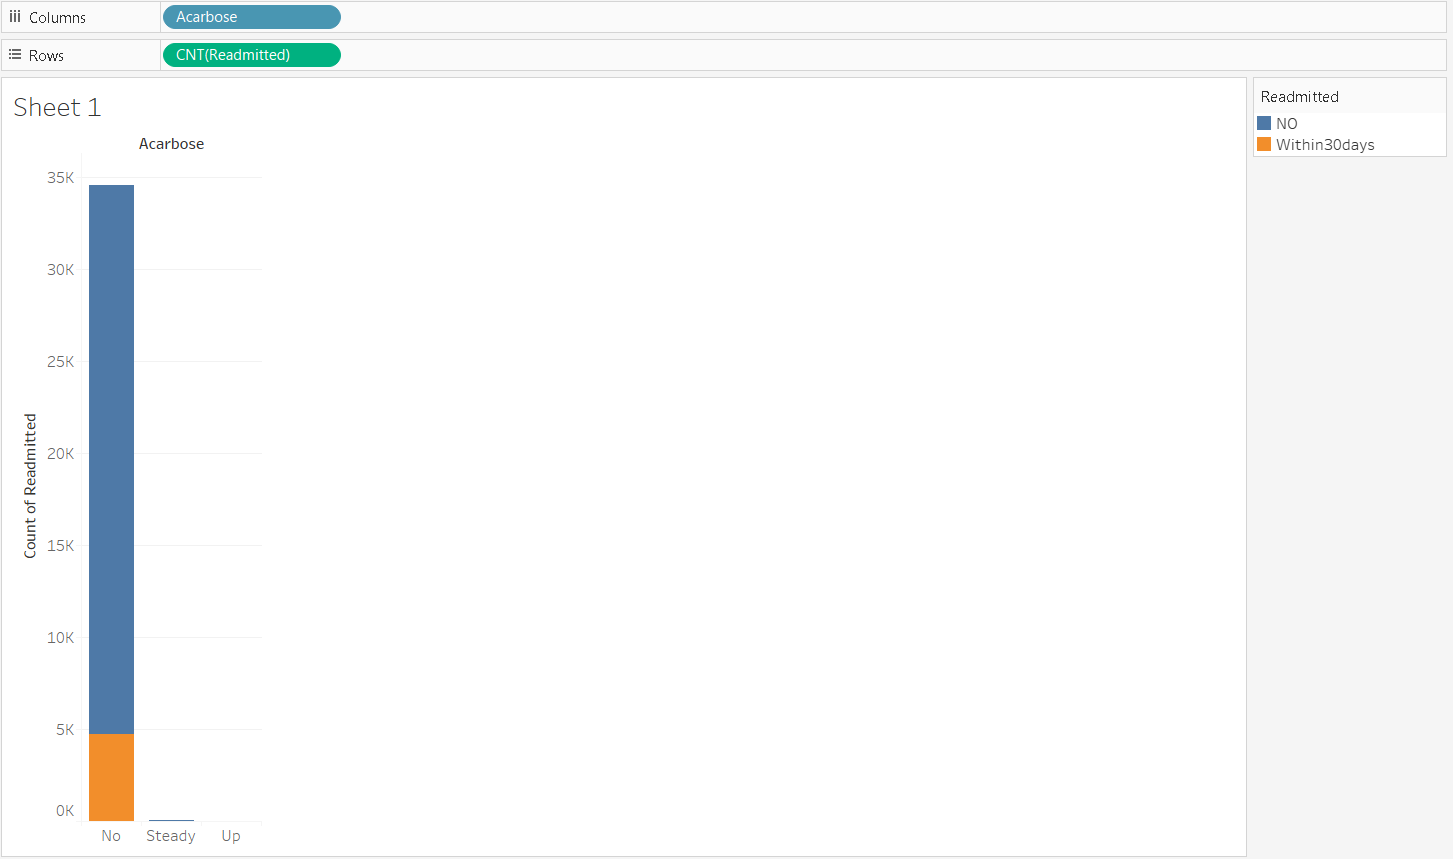 Columns
Acarbose
Rows
CNT(Readmitted)
Sheet 1
Acarbose
Count of Readmitted
35K
30K
25K
20K
15K
10K
5K
0K
No Steady Up
Readmitted
NO
Within30days